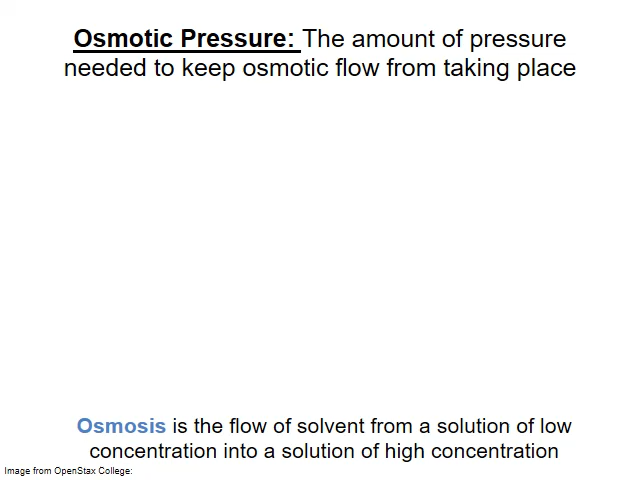 Osmotic Pressure: The amount of pressure
needed to keep osmotic flow from taking place
Osmosis is the flow of solvent from a solution of low
concentration into a solution of high concentration
Image from OpenStax College: